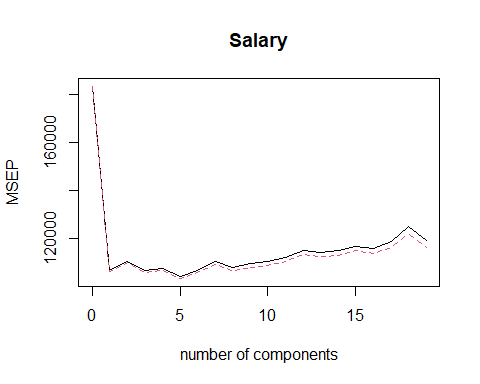 Salary
MSEP
160000
120000
0 5 10 15
number of components